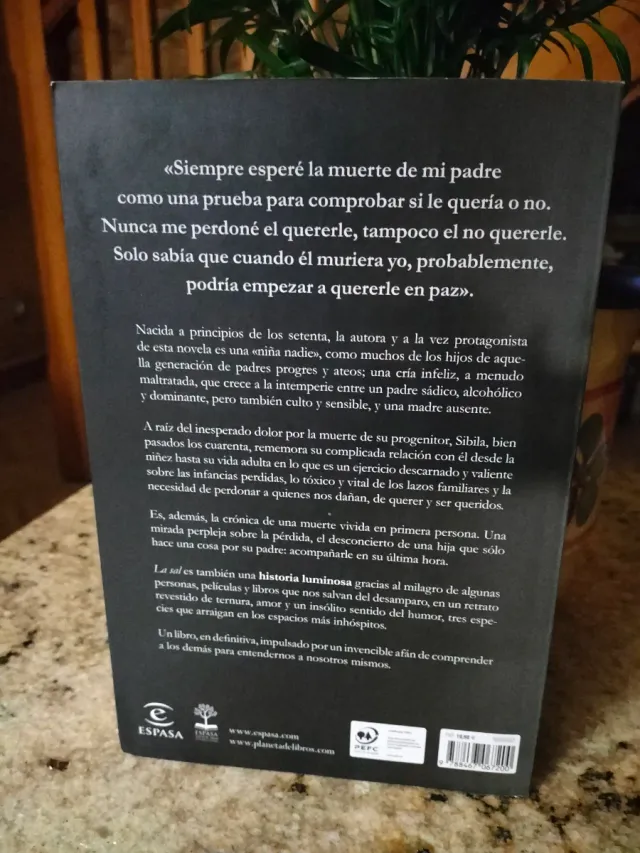 «Siempre esperé la muerte de mi padre
como una prueba para comprobar si le quería o no.
Nunca me perdoné el quererle, tampoco el no quererle.
Solo sabía que cuando él muriera yo, probablemente,
podría empezar a quererle en paz».
Nacida a principios de los setenta, la autora y a la vez protagonista
de esta novela es una «niña nadie», como muchos de los hijos de aque-
lla generación de padres progres y ateos; una cría infeliz, a menudo
maltratada, que crece a la intemperie entre un padre sádico, alcohólico
y dominante, pero también culto y sensible, y una madre ausente.
A raíz del inesperado dolor por la muerte de su progenitor, Sibila, bien
pasados los cuarenta, rememora su complicada relación con él desde la
niñez hasta su vida adulta en lo que es un ejercicio descarnado y valiente
sobre las infancias perdidas, lo tóxico y vital de los lazos familiares y la
necesidad de perdonar a quienes nos dañan, de querer y ser queridos.
Es, además, la crónica de una muerte vivida en primera persona. Una
mirada perpleja sobre la pérdida, el desconcierto de una hija que sólo
hace una cosa por su padre: acompañarle en su última hora.
La sal es también una historia luminosa gracias al milagro de algunas
personas, películas y libros que nos salvan del desamparo, en un retrato
revestido de ternura, amor y un insólito sentido del humor, tres espe-
cies que arraigan en los espacios más inhóspitos.
Un libro, en definitiva, impulsado por un invencible afán de comprender
a los demás para entendernos a nosotros mismos.
ESPASA
ESPASA
www.espasa.com
www.planetadelibros.com
PEFC
9 788467 067200